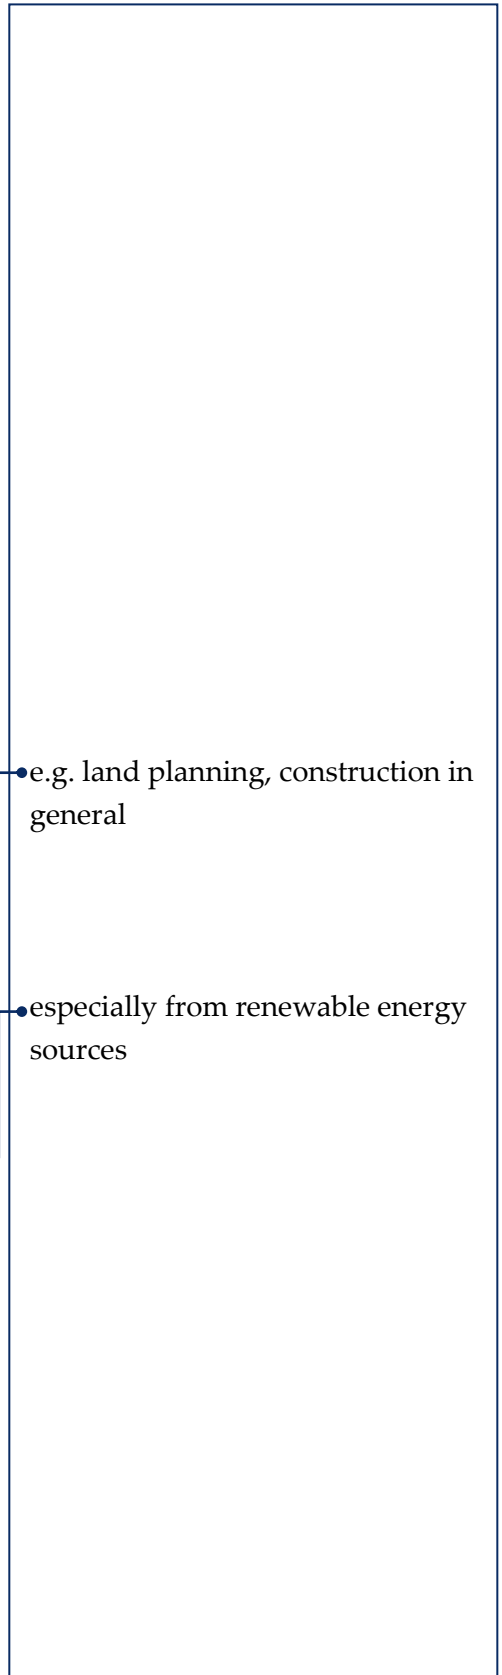 e.g. land planning, construction in
general
especially from renewable energy
sources